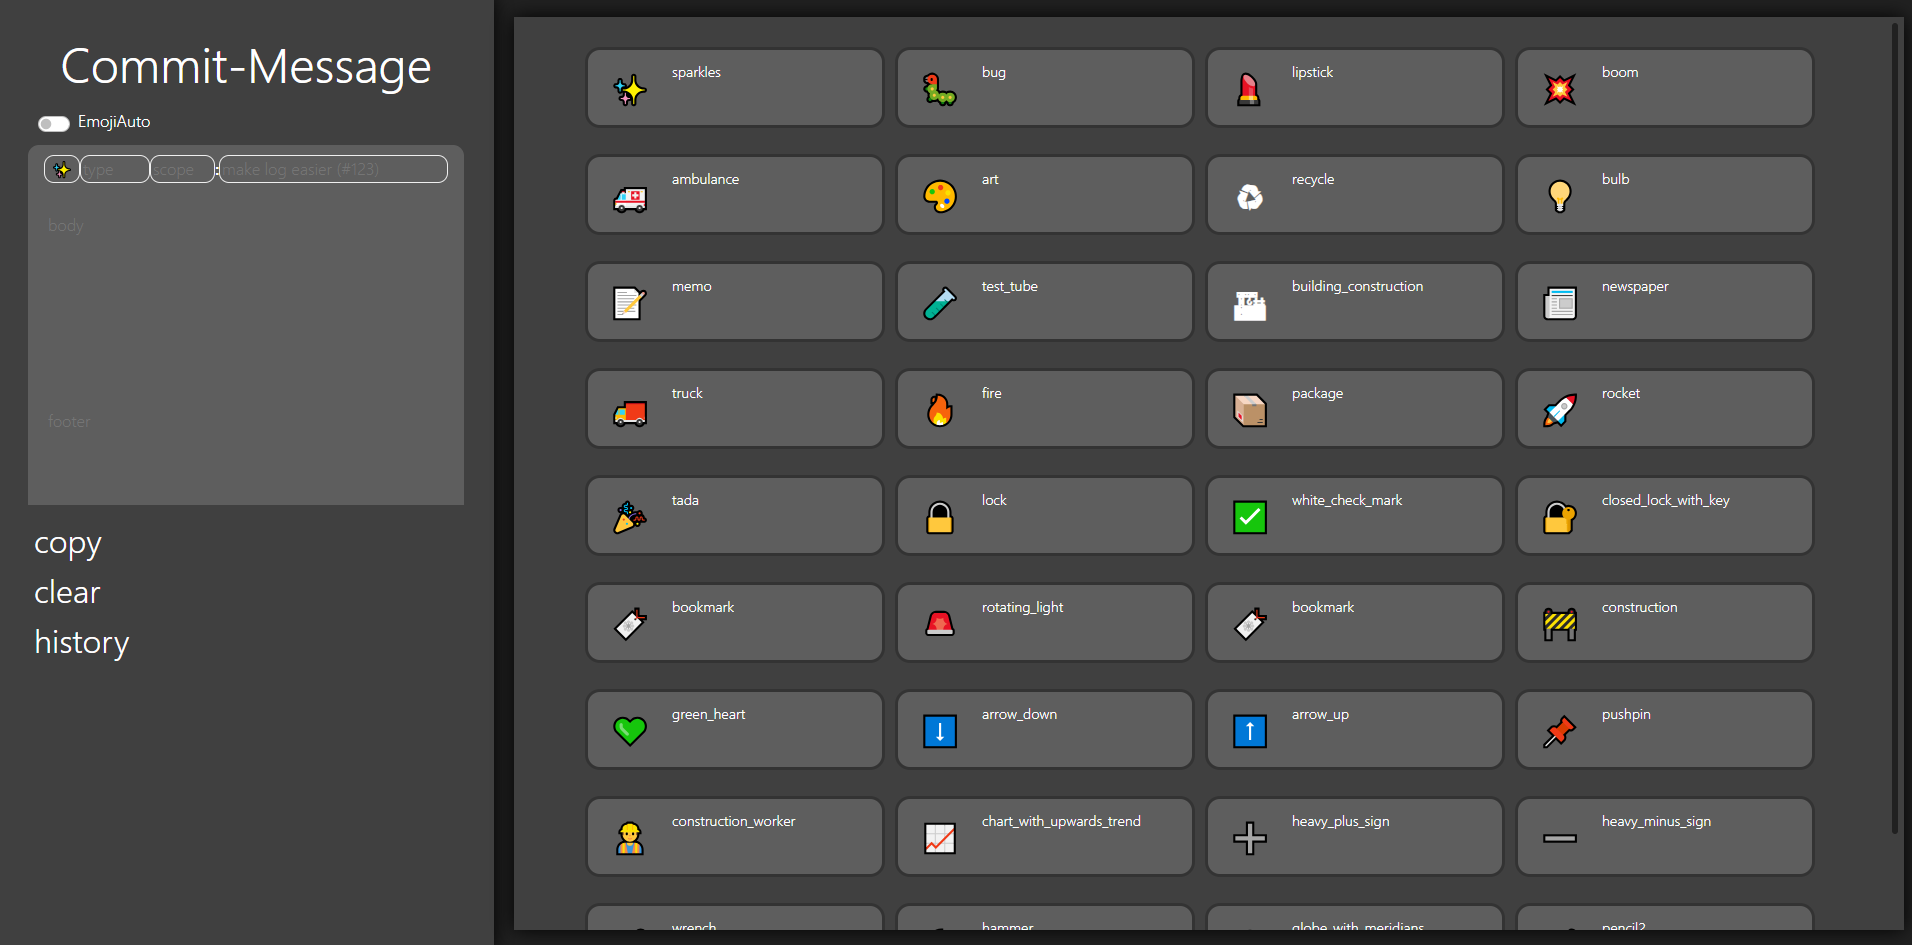 Commit-Message
EmojiAuto
type scope : make log easier (#123)
body
footer
copy
clear
history
sparkles
bug
lipstick
boom
ambulance
art
recycle
bulb
memo
test_tube
building_construction
newspaper
truck
fire
package
rocket
tada
lock
white_check_mark
closed_lock_with_key
bookmark
rotating_light
bookmark
construction
green_heart
arrow_down
arrow_up
pushpin
construction_worker
chart_with_upwards_trend
heavy_plus_sign
heavy_minus_sign
wrench
hammer
globe_with_meridians
pencil2